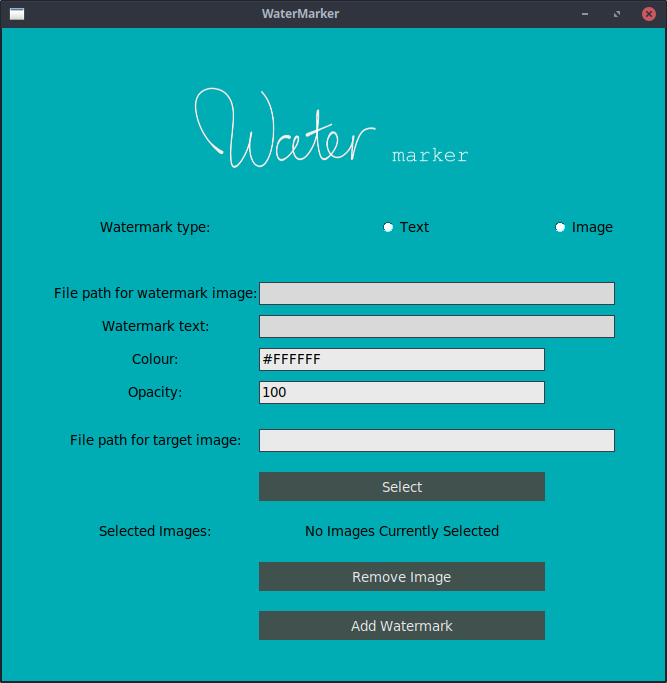 WaterMarker
Water marker
Watermark type: Text Image
File path for watermark image:
Watermark text:
Colour: #FFFFFF
Opacity: 100
File path for target image:
Select
Selected Images: No Images Currently Selected
Remove Image
Add Watermark